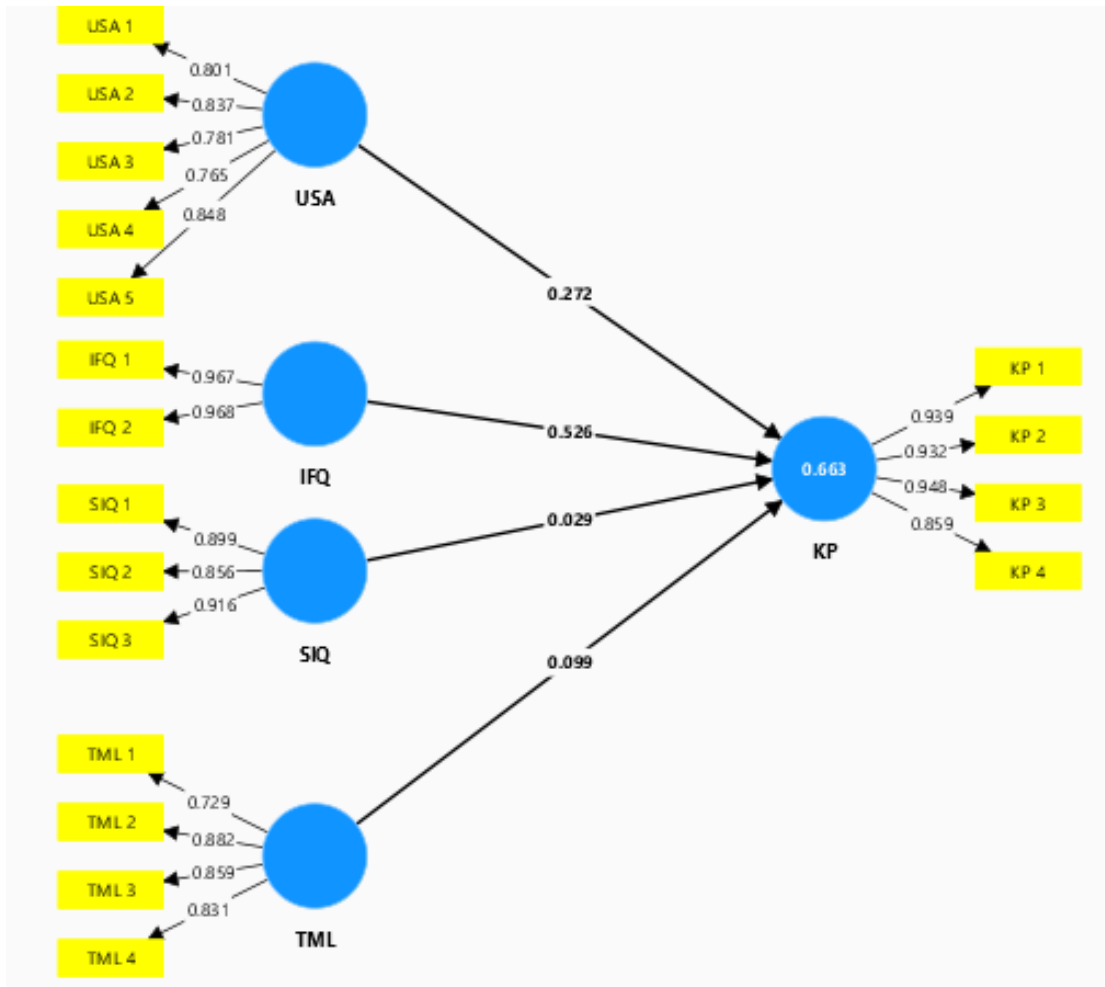 USA 1
0.801
USA 2
0.837
USA 3
0.781
USA 4
0.765
USA 5
0.848
USA
0.272
IFQ 1
0.967
IFQ 2
0.968
IFQ
0.526
SIQ 1
0.899
SIQ 2
0.856
SIQ 3
0.916
SIQ
0.029
TML 1
0.729
TML 2
0.882
TML 3
0.859
TML 4
0.831
TML
0.099
0.663
KP
KP 1
0.939
KP 2
0.932
KP 3
0.948
KP 4
0.859